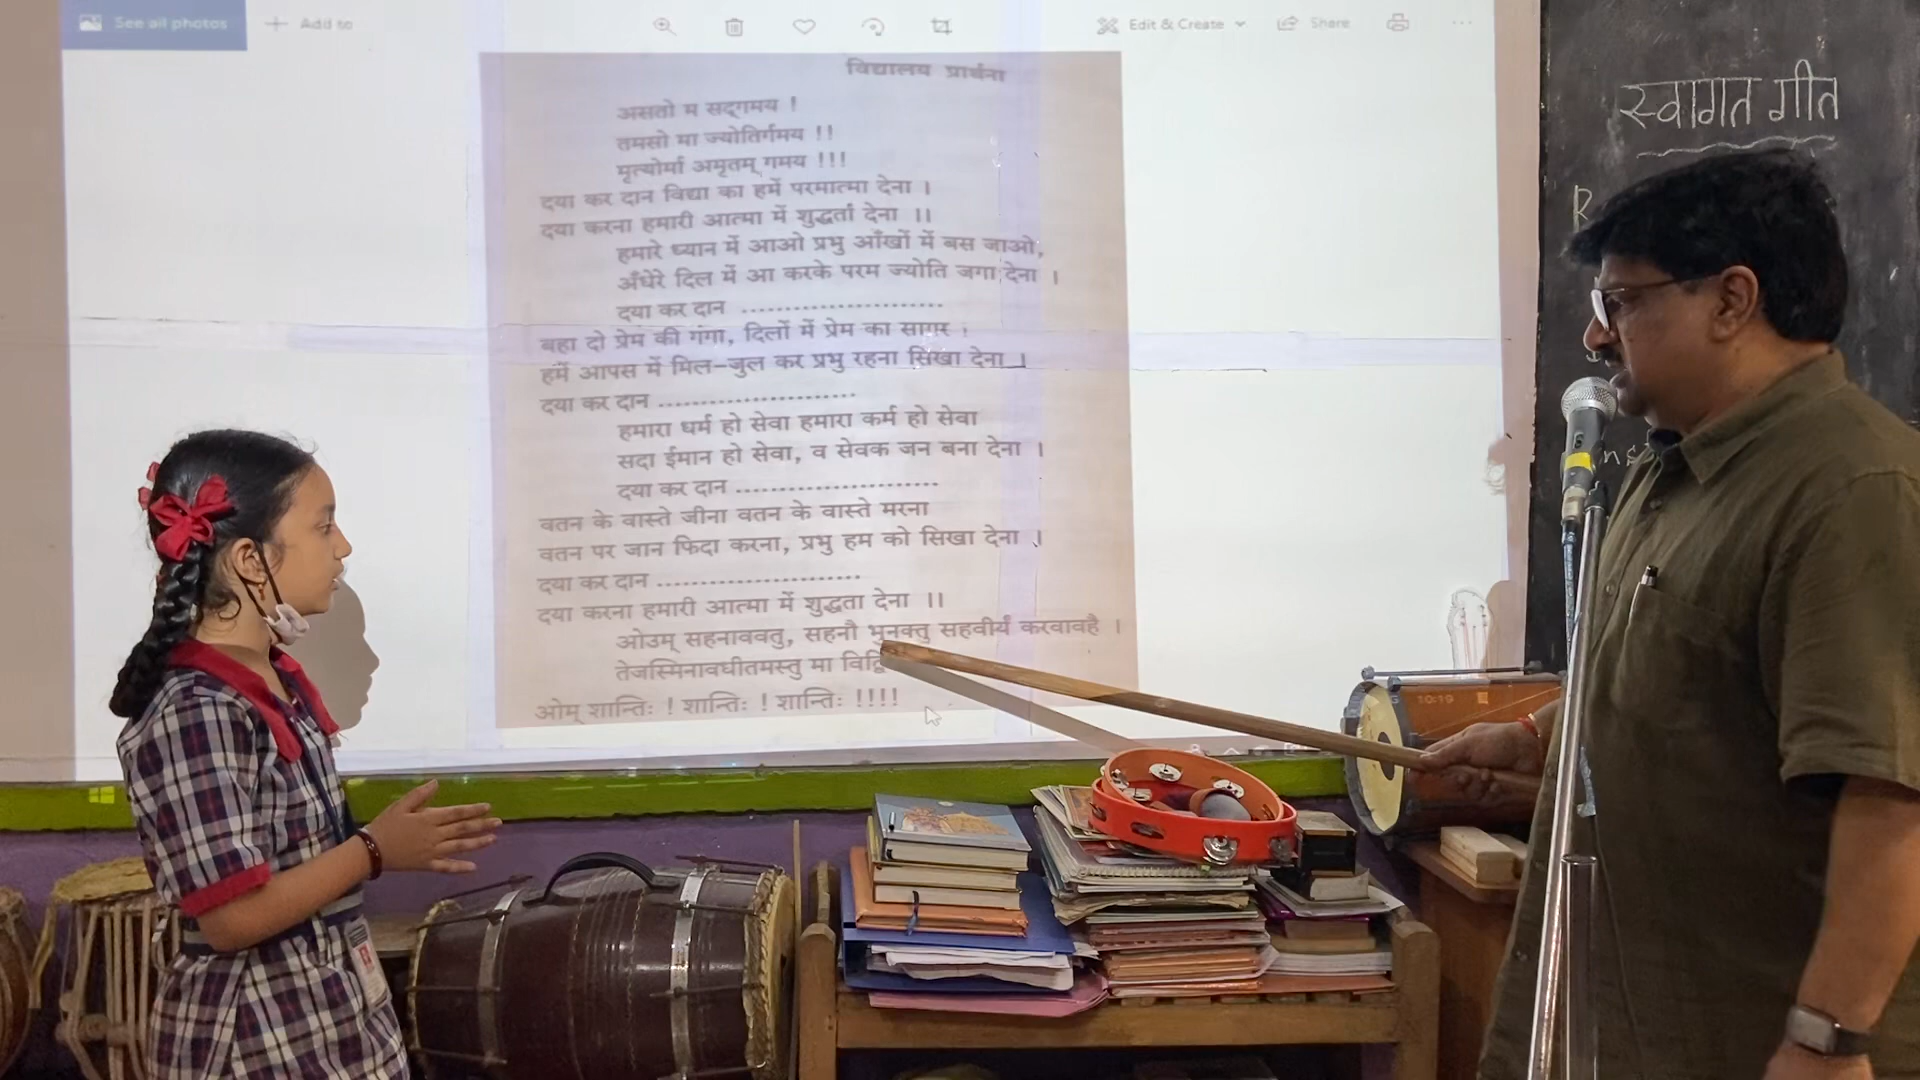 See all photos
Add to
Edit & Create
Share
विद्यालय प्रार्थना
असतो म सद्गमय !
तमसो मा ज्योतिर्गमय !!
मृत्योर्मा अमृतम् गमय !!!
दया कर दान विद्या का हमें परमात्मा देना ।
दया करना हमारी आत्मा में शुद्धर्ता देना ।।
हमारे ध्यान में आओ प्रभु आँखों में बस जाओ,
अँधेरे दिल में आ करके परम ज्योति जगा देना ।
दया कर दान ......................
बहा दो प्रेम की गंगा, दिलों में प्रेम का सागर ।
हमें आपस में मिल-जुल कर प्रभु रहना सिखा देना ।
दया कर दान ......................
हमारा धर्म हो सेवा हमारा कर्म हो सेवा
सदा ईमान हो सेवा, व सेवक जन बना देना ।
दया कर दान ......................
वतन के वास्ते जीना वतन के वास्ते मरना
वतन पर जान फिदा करना, प्रभु हम को सिखा देना ।
दया कर दान ......................
दया करना हमारी आत्मा में शुद्धता देना ।।
ओउम् सहनाववतु, सहनौ भुनक्तु सहवीर्यं करवावहै ।
तेजस्मिनावधीतमस्तु मा
ओम् शान्तिः ! शान्तिः ! शान्तिः !!!!
स्वागत गीत
R
10:19